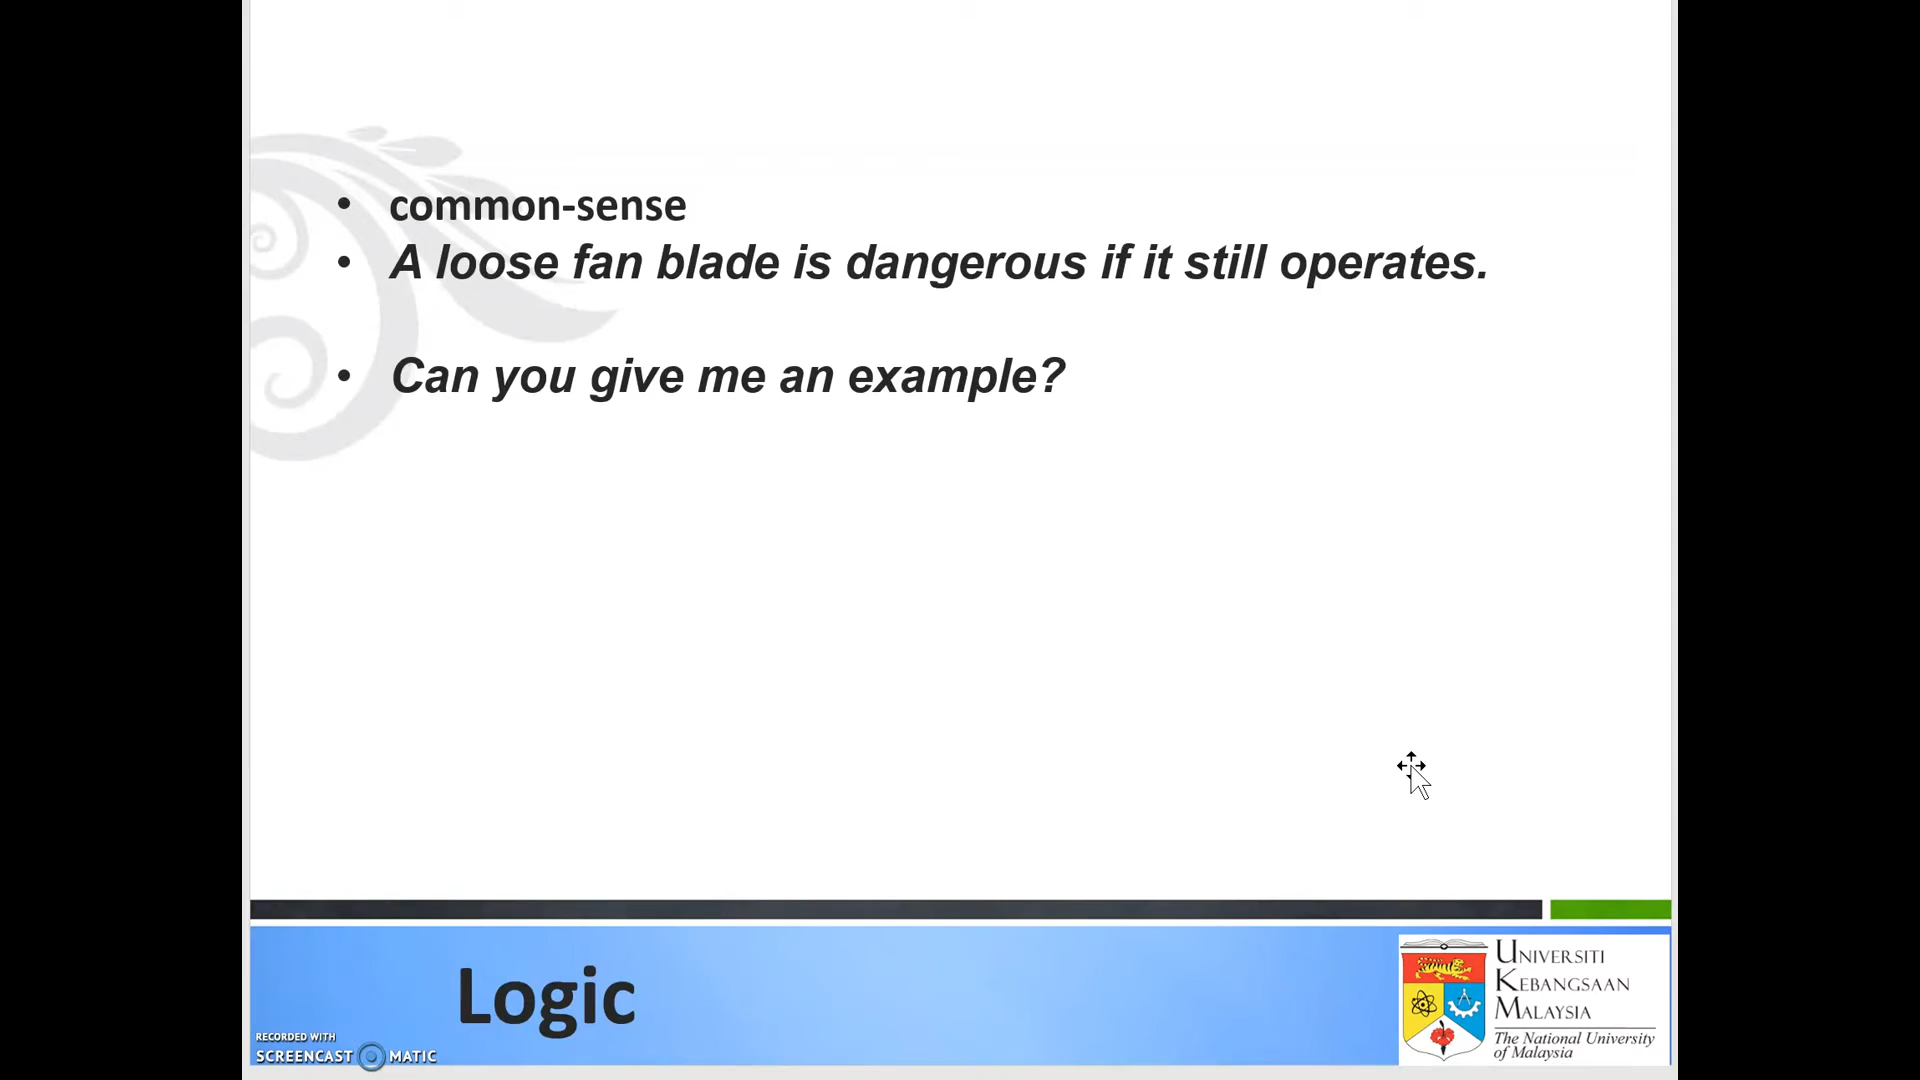 • common-sense
• A loose fan blade is dangerous if it still operates.
• Can you give me an example?
Logic
UNIVERSITI
KEBANGSAAN
MALAYSIA
The National University
of Malaysia
RECORDED WITH
SCREENCAST MATIC